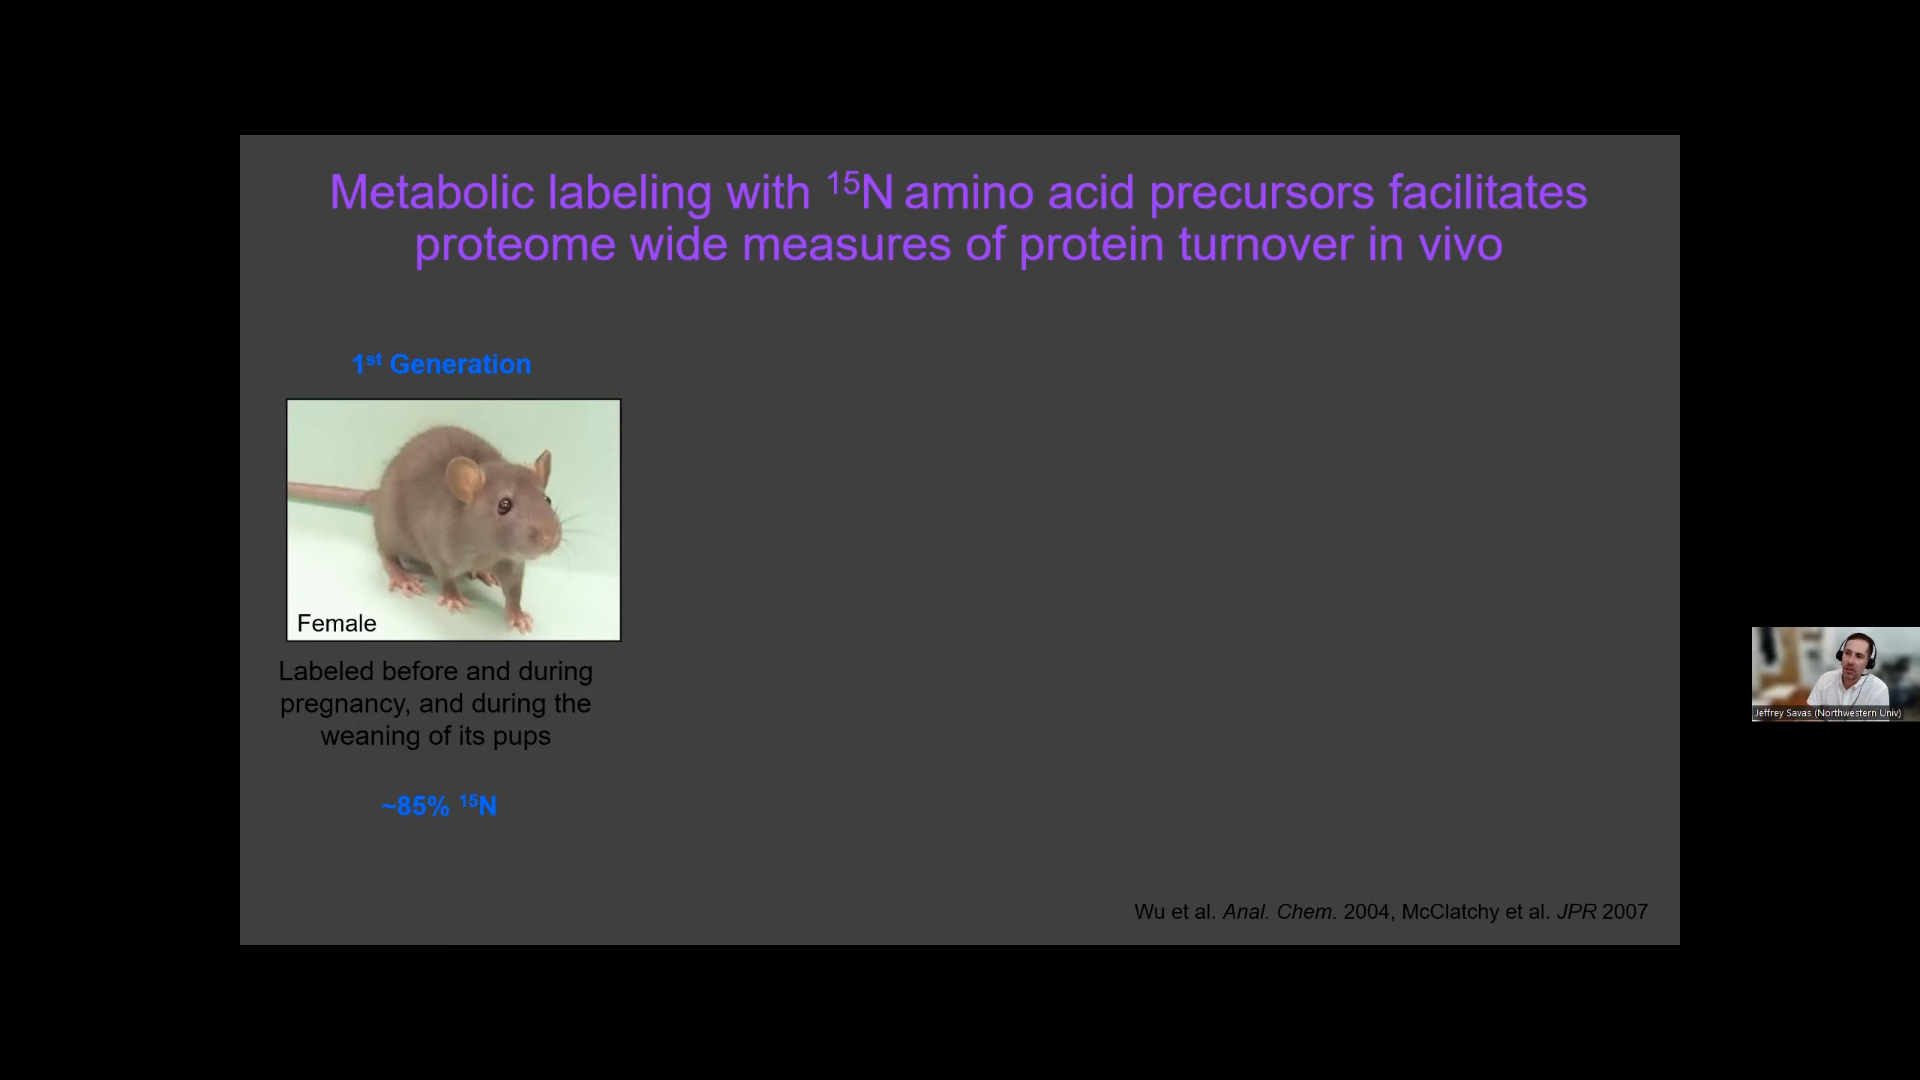 Metabolic labeling with ¹⁵N amino acid precursors facilitates
proteome wide measures of protein turnover in vivo
1ˢᵗ Generation
Female
Labeled before and during
pregnancy, and during the
weaning of its pups
~85% ¹⁵N
Wu et al. Anal. Chem. 2004, McClatchy et al. JPR 2007
Jeffrey Savas (Northwestern Univ)